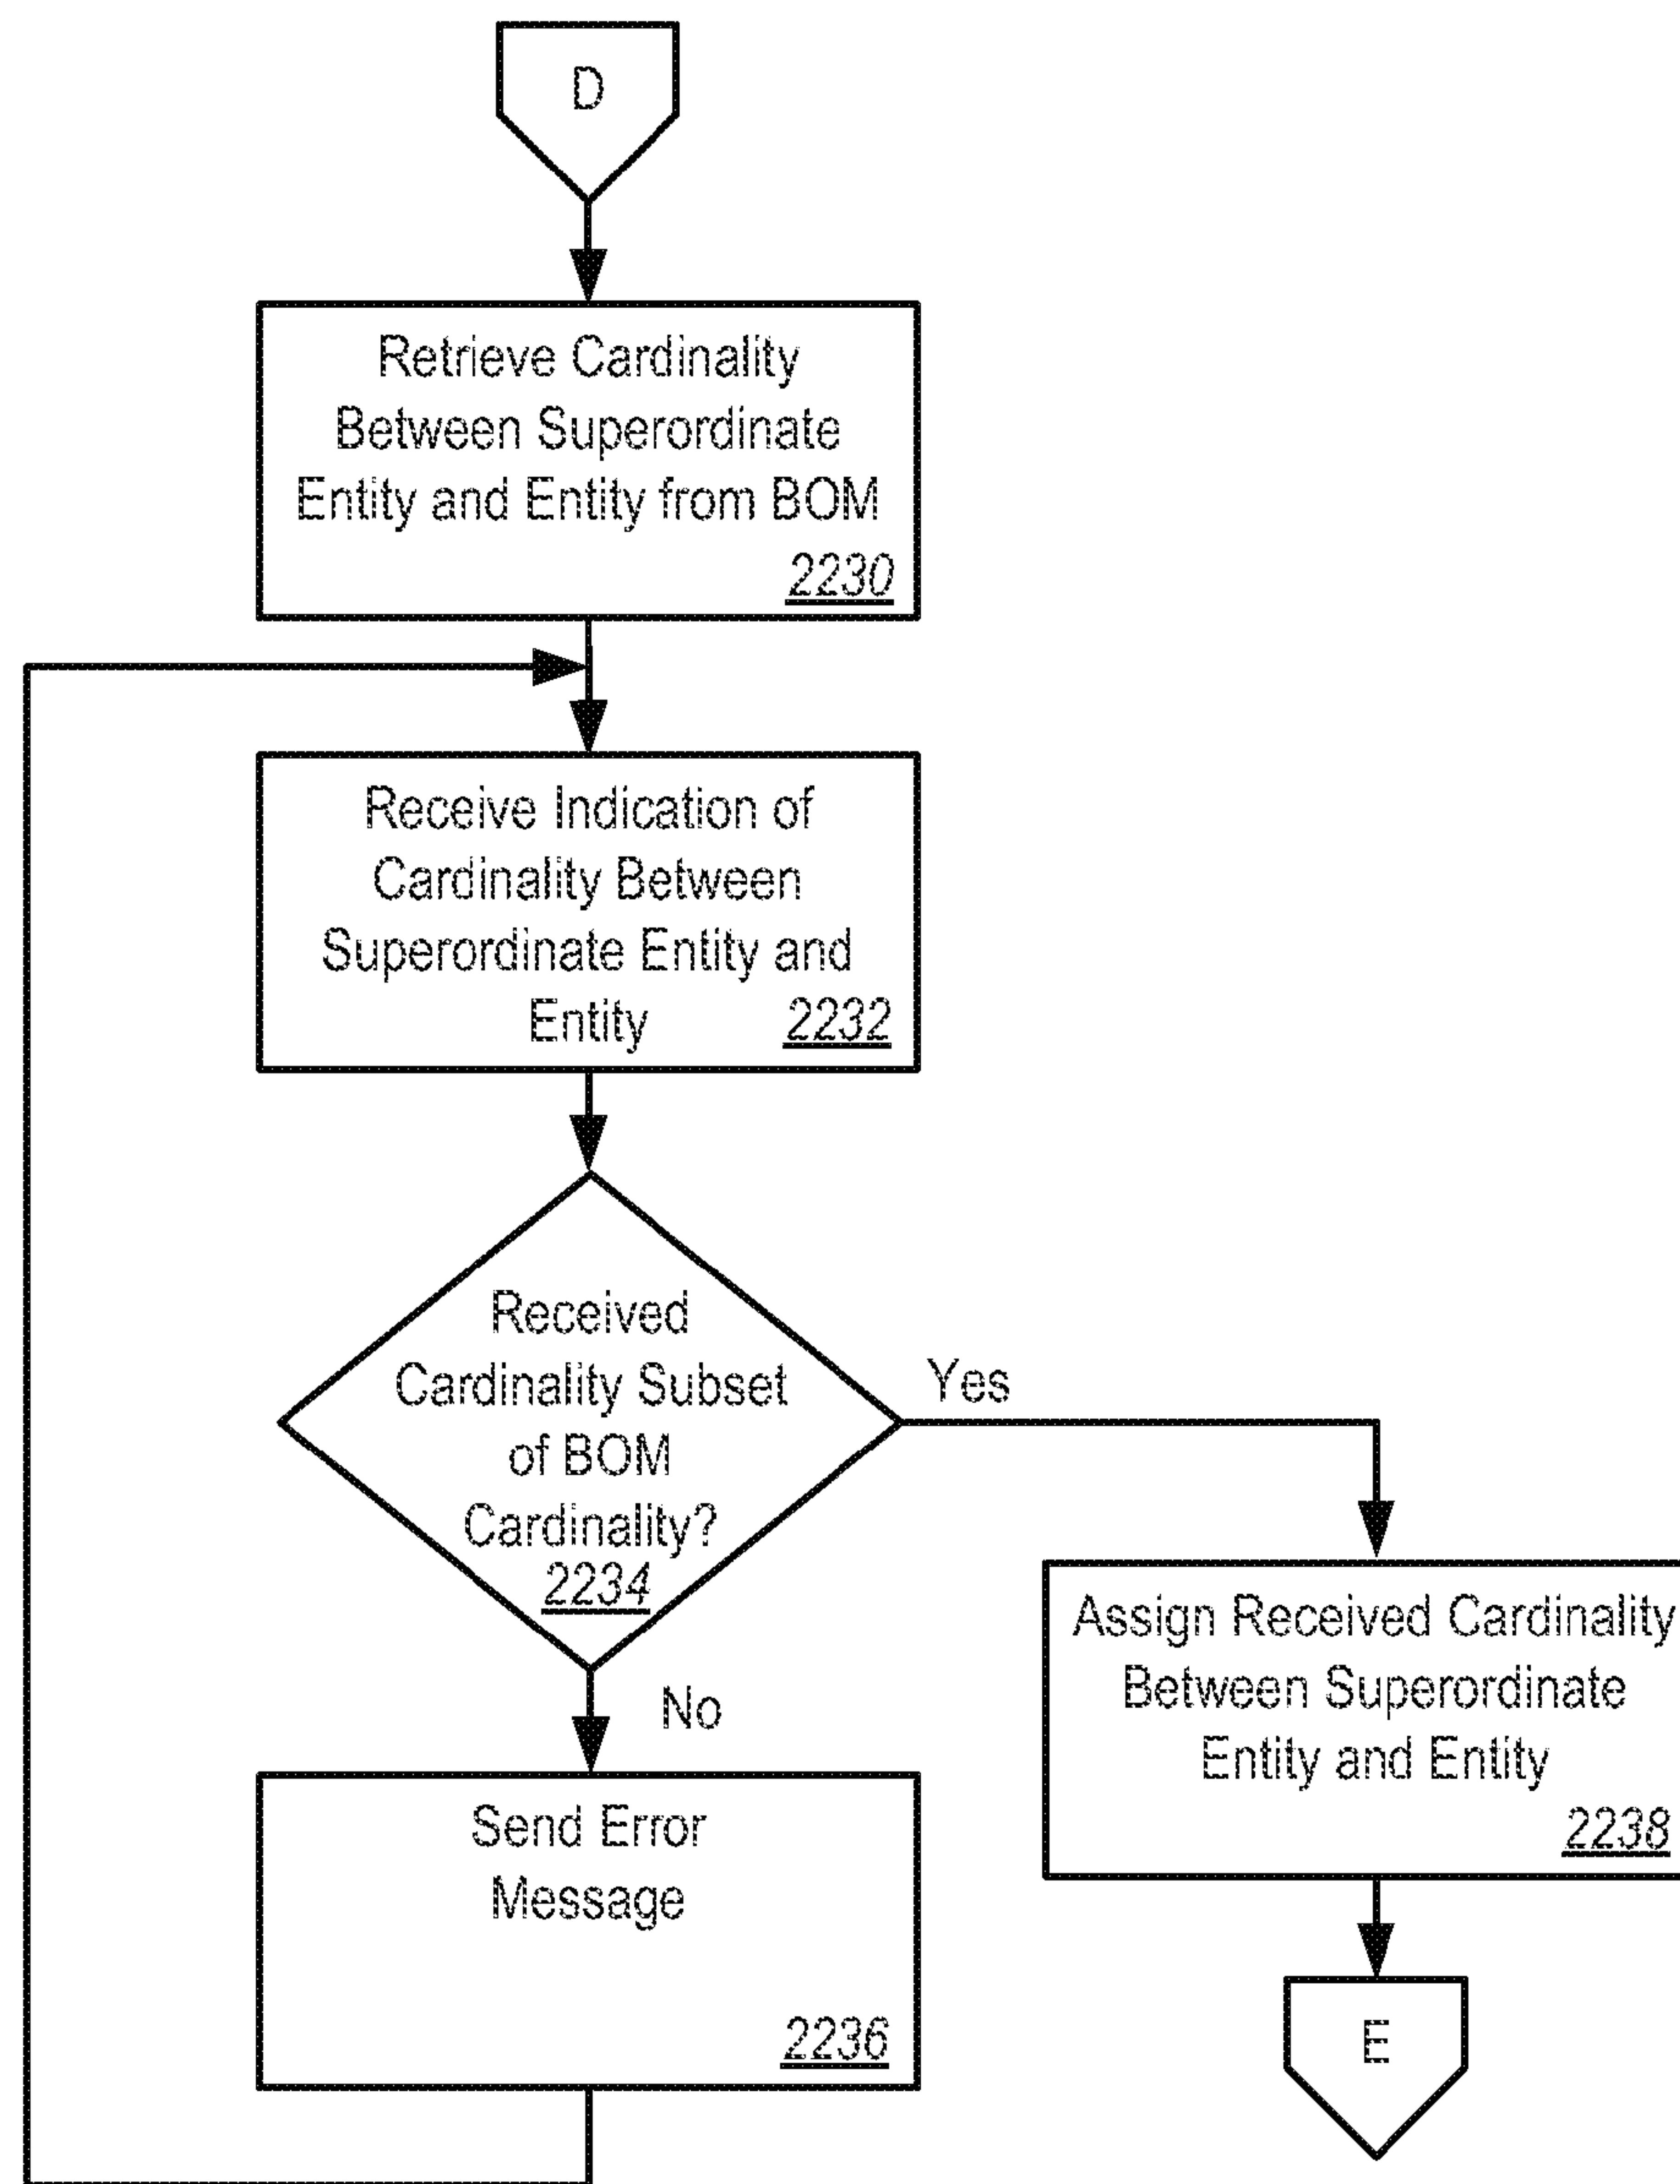 D
Retrieve Cardinality
Between Superordinate
Entity and Entity from BOM
2230
Receive Indication of
Cardinality Between
Superordinate Entity and
Entity 2232
Received
Cardinality Subset
of BOM
Cardinality?
2234
Yes
No
Send Error
Message
2236
Assign Received Cardinality
Between Superordinate
Entity and Entity
2238
E